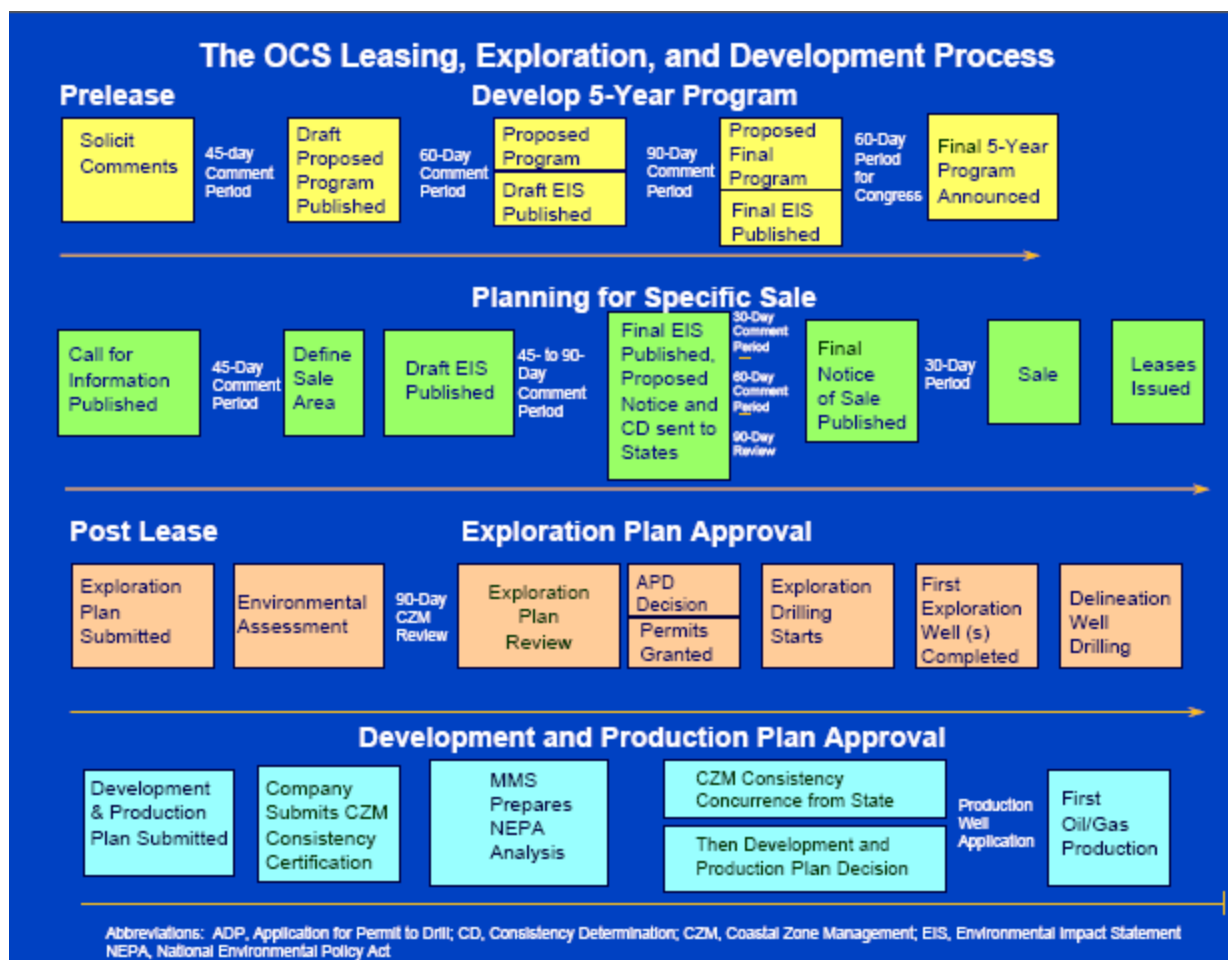 The OCS Leasing, Exploration, and Development Process
Prelease
Develop 5-Year Program
Solicit
Comments
45-day
Comment
Period
Draft
Proposed
Program
Published
60-Day
Comment
Period
Proposed
Program
Draft EIS
Published
90-Day
Comment
Period
Proposed
Final
Program
Final EIS
Published
60-Day
Period
for
Congress
Final 5-Year
Program
Announced
Planning for Specific Sale
Call for
Information
Published
45-Day
Comment
Period
Define
Sale
Area
Draft EIS
Published
45- to 90-
Day
Comment
Period
Final EIS
Published,
Proposed
Notice and
CD sent to
States
30-Day
Comment
Period
60-Day
Comment
Period
90-Day
Review
Final
Notice
of Sale
Published
30-Day
Period
Sale
Leases
Issued
Post Lease
Exploration Plan Approval
Exploration
Plan
Submitted
Environmental
Assessment
90-Day
CZM
Review
Exploration
Plan
Review
APD
Decision
Permits
Granted
Exploration
Drilling
Starts
First
Exploration
Well (s)
Completed
Delineation
Well
Drilling
Development and Production Plan Approval
Development
& Production
Plan Submitted
Company
Submits CZM
Consistency
Certification
MMS
Prepares
NEPA
Analysis
CZM Consistency
Concurrence from State
Then Development and
Production Plan Decision
Production
Well
Application
First
Oil/Gas
Production
Abbreviations: ADP, Application for Permit to Drill; CD, Consistency Determination; CZM, Coastal Zone Management; EIS, Environmental Impact Statement
NEPA, National Environmental Policy Act